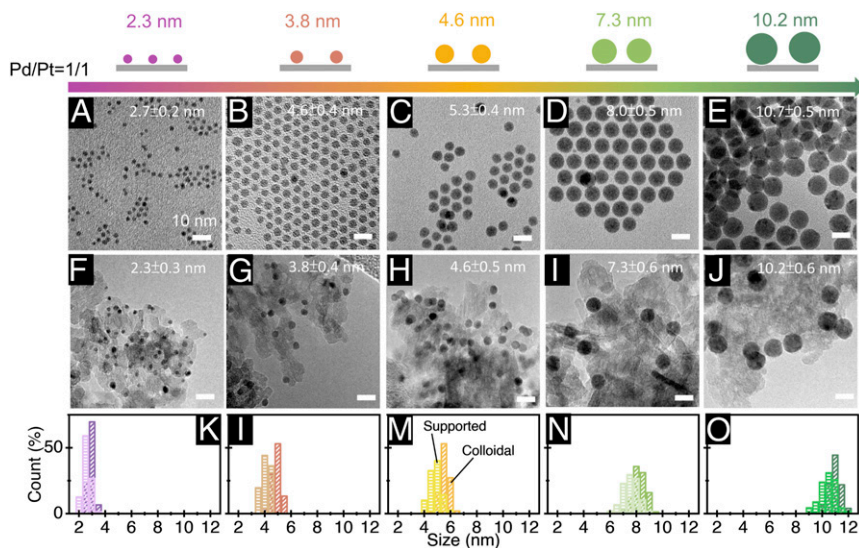 2.3 nm 3.8 nm 4.6 nm 7.3 nm 10.2 nm
Pd/Pt=1/1
A 2.7±0.2 nm B 4.6±0.4 nm C 5.3±0.4 nm D 8.0±0.5 nm E 10.7±0.5 nm
10 nm
F 2.3±0.3 nm G 3.8±0.4 nm H 4.6±0.5 nm I 7.3±0.6 nm J 10.2±0.6 nm
K I M N O
Supported
Colloidal
Count (%)
50
0
2 4 6 8 10 12 2 4 6 8 10 12 2 4 6 8 10 12 2 4 6 8 10 12 2 4 6 8 10 12
Size (nm)